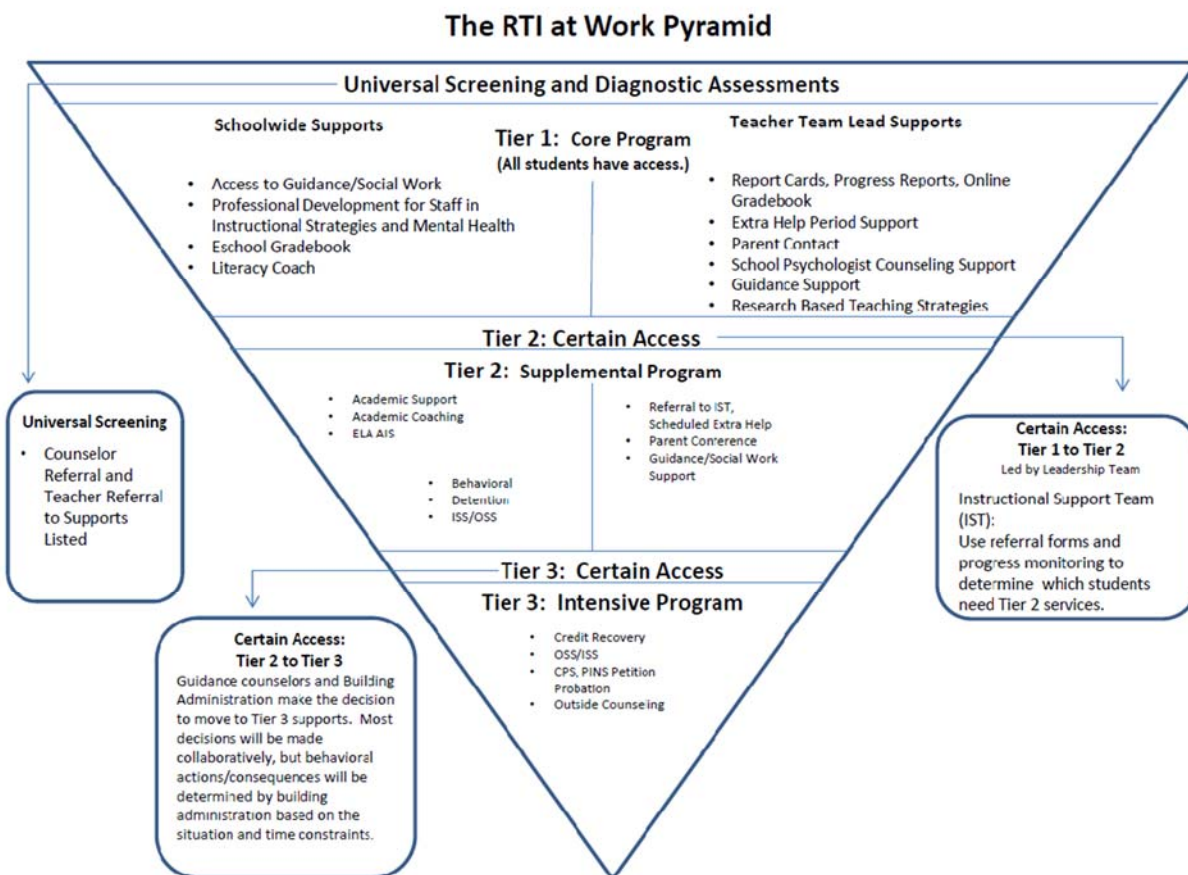 The RTI at Work Pyramid
Universal Screening and Diagnostic Assessments
Schoolwide Supports
Tier 1: Core Program
(All students have access.)
Teacher Team Lead Supports
• Access to Guidance/Social Work
• Professional Development for Staff in
Instructional Strategies and Mental Health
• Eschool Gradebook
• Literacy Coach
• Report Cards, Progress Reports, Online
Gradebook
• Extra Help Period Support
• Parent Contact
• School Psychologist Counseling Support
• Guidance Support
• Research Based Teaching Strategies
Tier 2: Certain Access
Tier 2: Supplemental Program
• Academic Support
• Academic Coaching
• ELA AIS
• Behavioral
• Detention
• ISS/OSS
• Referral to IST,
Scheduled Extra Help
• Parent Conference
• Guidance/Social Work
Support
Universal Screening
• Counselor
Referral and
Teacher Referral
to Supports
Listed
Certain Access:
Tier 1 to Tier 2
Led by Leadership Team
Instructional Support Team
(IST):
Use referral forms and
progress monitoring to
determine which students
need Tier 2 services.
Tier 3: Certain Access
Tier 3: Intensive Program
• Credit Recovery
• OSS/ISS
• CPS, PINS Petition
Probation
• Outside Counseling
Certain Access:
Tier 2 to Tier 3
Guidance counselors and Building
Administration make the decision
to move to Tier 3 supports. Most
decisions will be made
collaboratively, but behavioral
actions/consequences will be
determined by building
administration based on the
situation and time constraints.